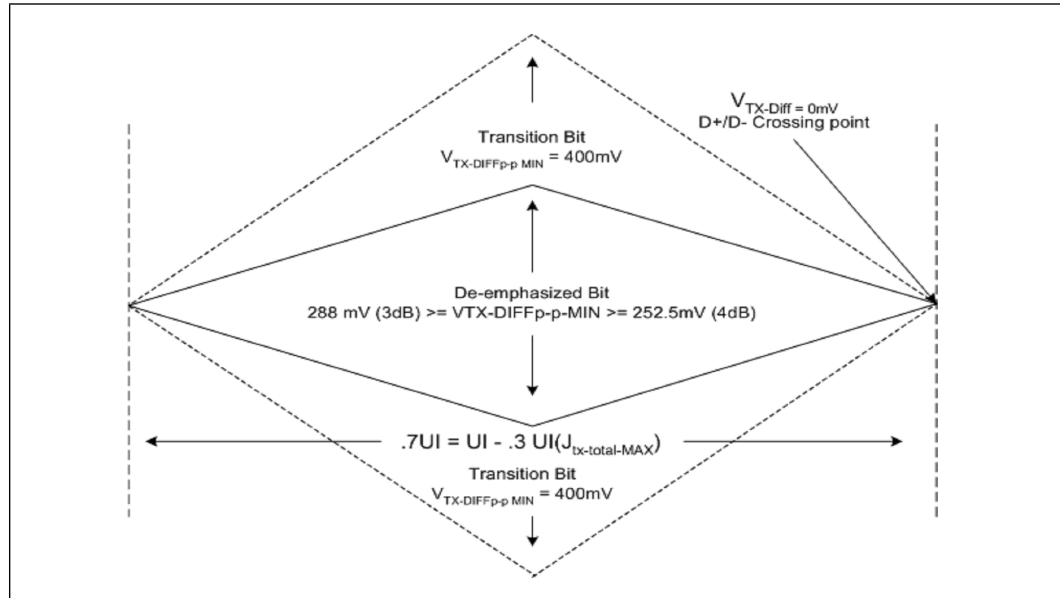 V TX-Diff = 0mV
D+/D- Crossing point
Transition Bit
VTX-DIFFp-p MIN = 400mV
De-emphasized Bit
288 mV (3dB) >= VTX-DIFFp-p-MIN >= 252.5mV (4dB)
.7UI = UI - .3 UI(Jtx-total-MAX)
Transition Bit
VTX-DIFFp-p MIN = 400mV